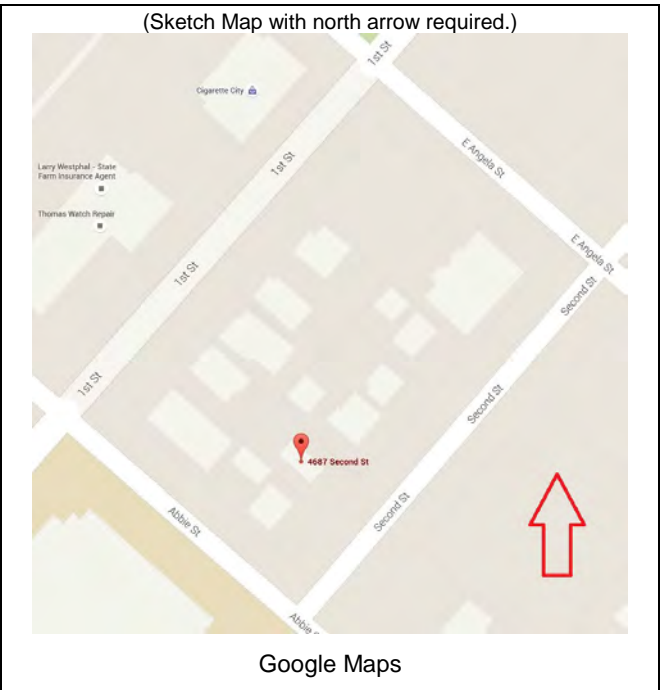 (Sketch Map with north arrow required.)
1st St
Cigarette City
E Angela St
1st St
Larry Westphal - State
Farm Insurance Agent
Thomas Watch Repair
E Angela St
1st St
Second St
1st St
Second St
4687 Second St
Second St
Abbie St
Abbie
Google Maps